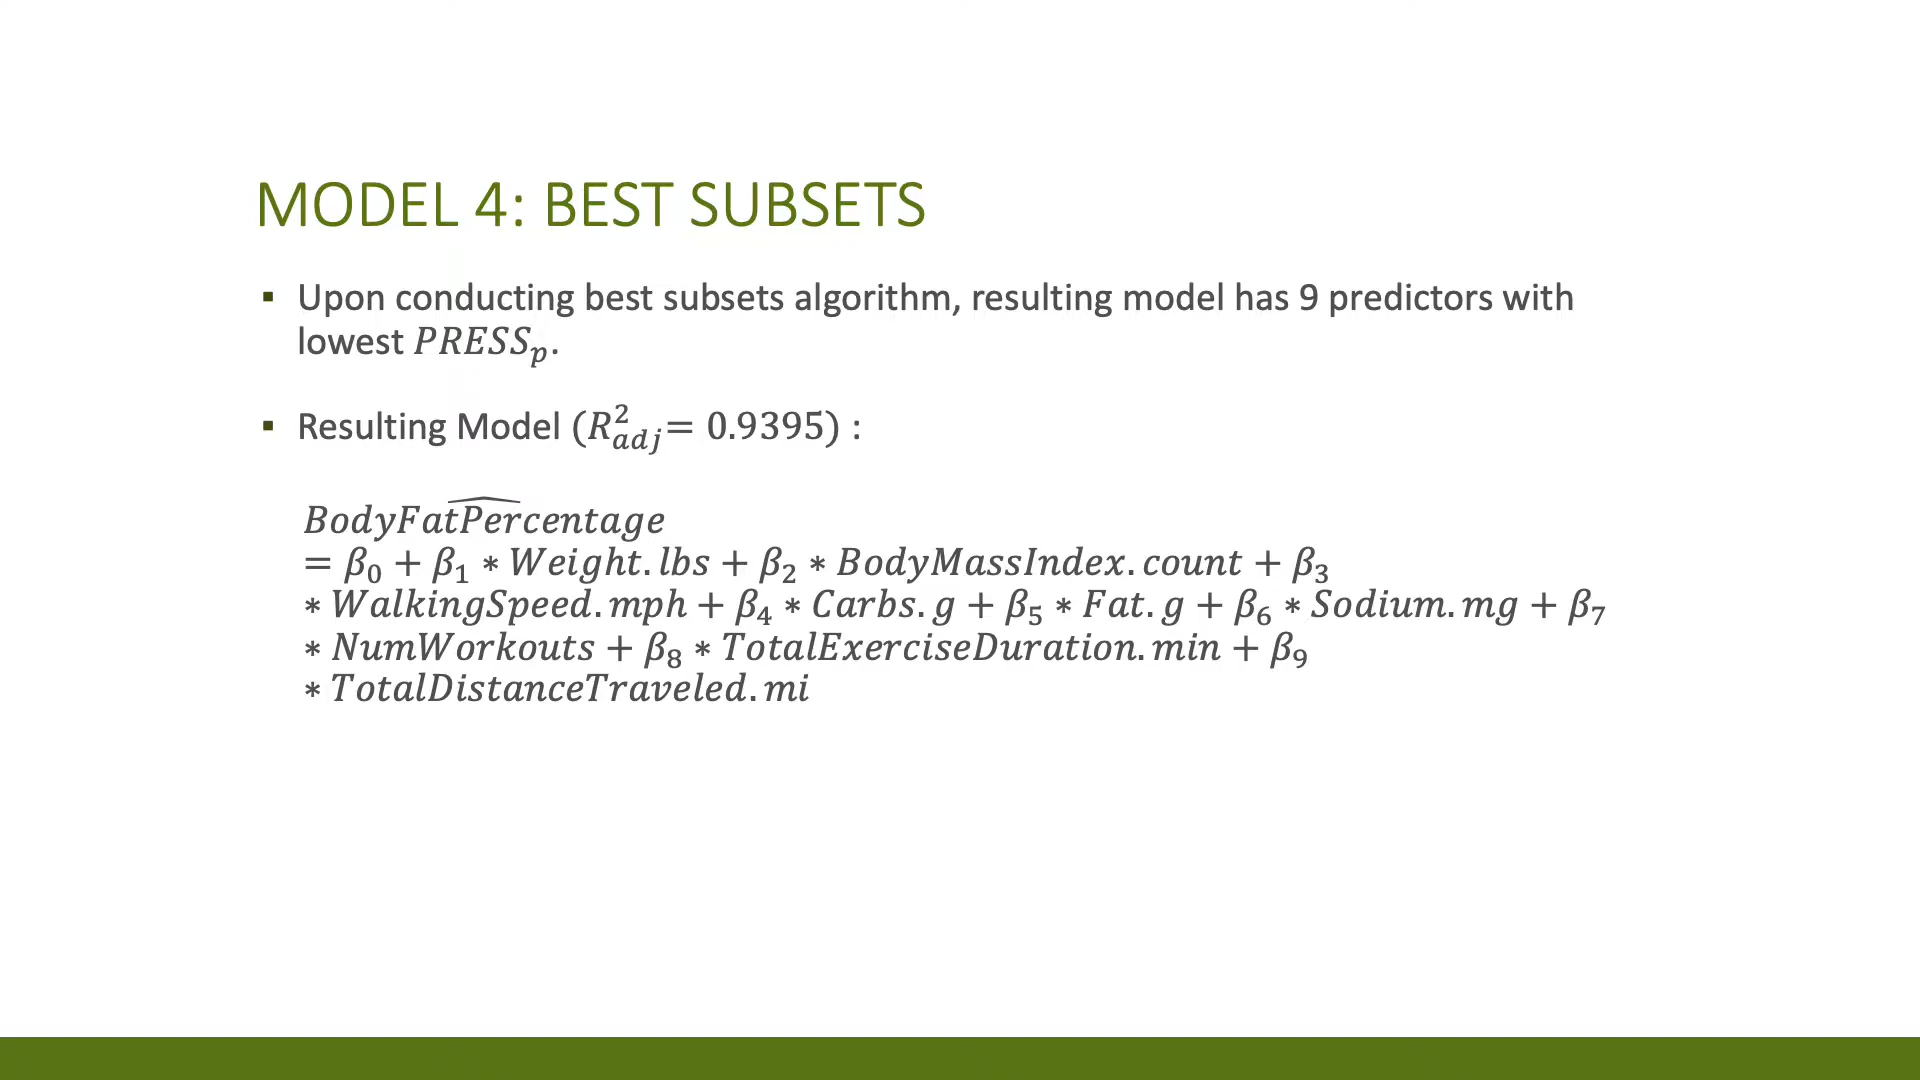 MODEL 4: BEST SUBSETS
▪ Upon conducting best subsets algorithm, resulting model has 9 predictors with
lowest PRESSₚ.
▪ Resulting Model (R²_adj = 0.9395) :
BodyFatPercentage^
= β₀ + β₁ ∗ Weight.lbs + β₂ ∗ BodyMassIndex.count + β₃
∗ WalkingSpeed.mph + β₄ ∗ Carbs.g + β₅ ∗ Fat.g + β₆ ∗ Sodium.mg + β₇
∗ NumWorkouts + β₈ ∗ TotalExerciseDuration.min + β₉
∗ TotalDistanceTraveled.mi